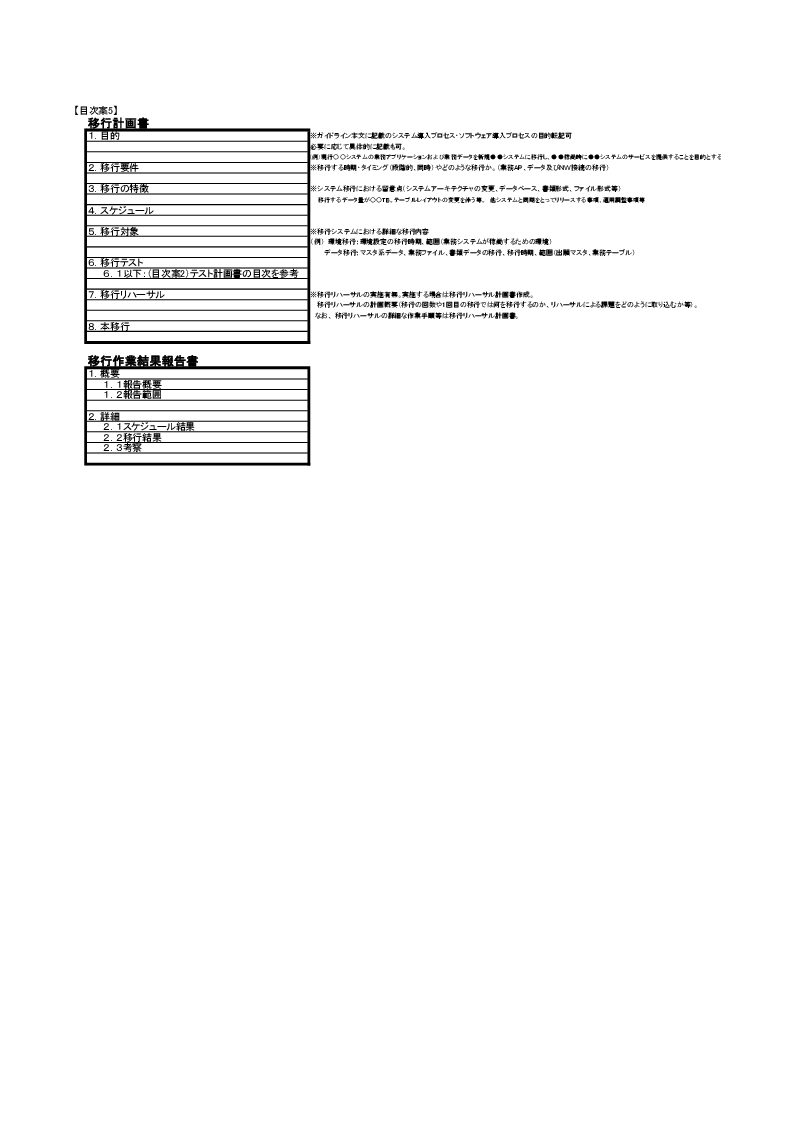 【目次案5】
移行計画書
1．目的 ※ガイドライン本文に記載のシステム導入プロセス・ソフトウェア導入プロセスの目的転記可
必要に応じて具体的に記載も可。
(例)現行○○システムの業務アプリケーションおよび業務データを新規●●システムに移行し、●●稼働時に●●システムのサービスを提供することを目的とする
2．移行要件 ※移行する時期・タイミング(段階的、同時)やどのような移行か。(業務AP、データ及びNW接続の移行)
3．移行の特徴 ※システム移行における留意点(システムアーキテクチャの変更、データベース、書類形式、ファイル形式等)
移行するデータ量が○○TB、テーブルレイアウトの変更を伴う等、 他システムと同期をとってリリースする事項、運用調整事項等
4．スケジュール
5．移行対象 ※移行システムにおける詳細な移行内容
(例) 環境移行：環境設定の移行時期、範囲(業務システムが稼働するための環境)
データ移行：マスタ系データ、業務ファイル、書類データの移行、移行時期、範囲(出願マスタ、業務テーブル)
6．移行テスト
6．1以下：(目次案2)テスト計画書の目次を参考
7．移行リハーサル ※移行リハーサルの実施有無。実施する場合は移行リハーサル計画書作成。
移行リハーサルの計画概要(移行の回数や1回目の移行では何を移行するのか、リハーサルによる課題をどのように取り込むか等)。
なお、移行リハーサルの詳細な作業手順等は移行リハーサル計画書。
8．本移行
移行作業結果報告書
1．概要
1．1報告概要
1．2報告範囲
2．詳細
2．1スケジュール結果
2．2移行結果
2．3考察